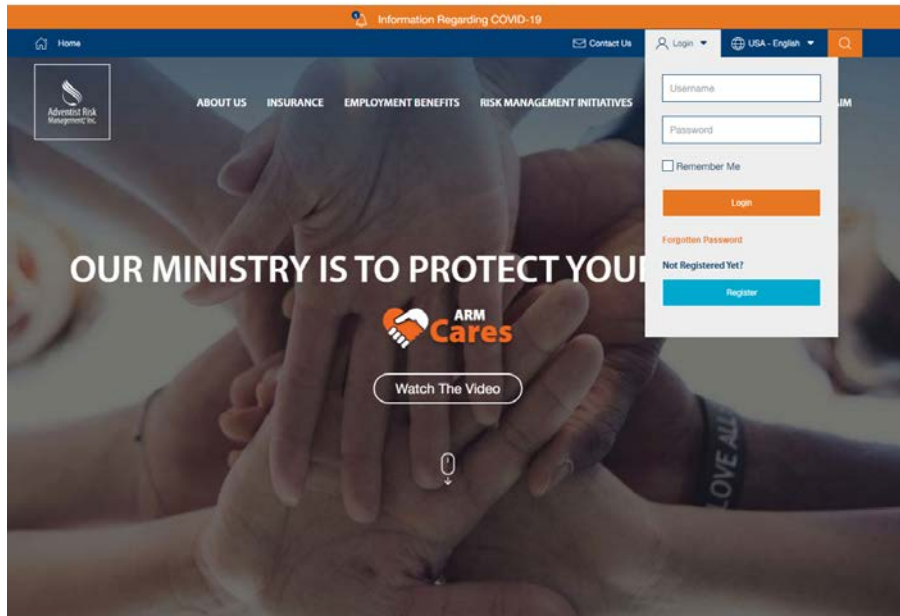 1 Information Regarding COVID-19
Home
Contact Us
Login
USA - English
Adventist Risk
Management, Inc.
ABOUT US
INSURANCE
EMPLOYMENT BENEFITS
RISK MANAGEMENT INITIATIVES
IM
Username
Password
Remember Me
Login
Forgotten Password
Not Registered Yet?
Register
OUR MINISTRY IS TO PROTECT YOU
ARM
Cares
Watch The Video
LOVE ALL